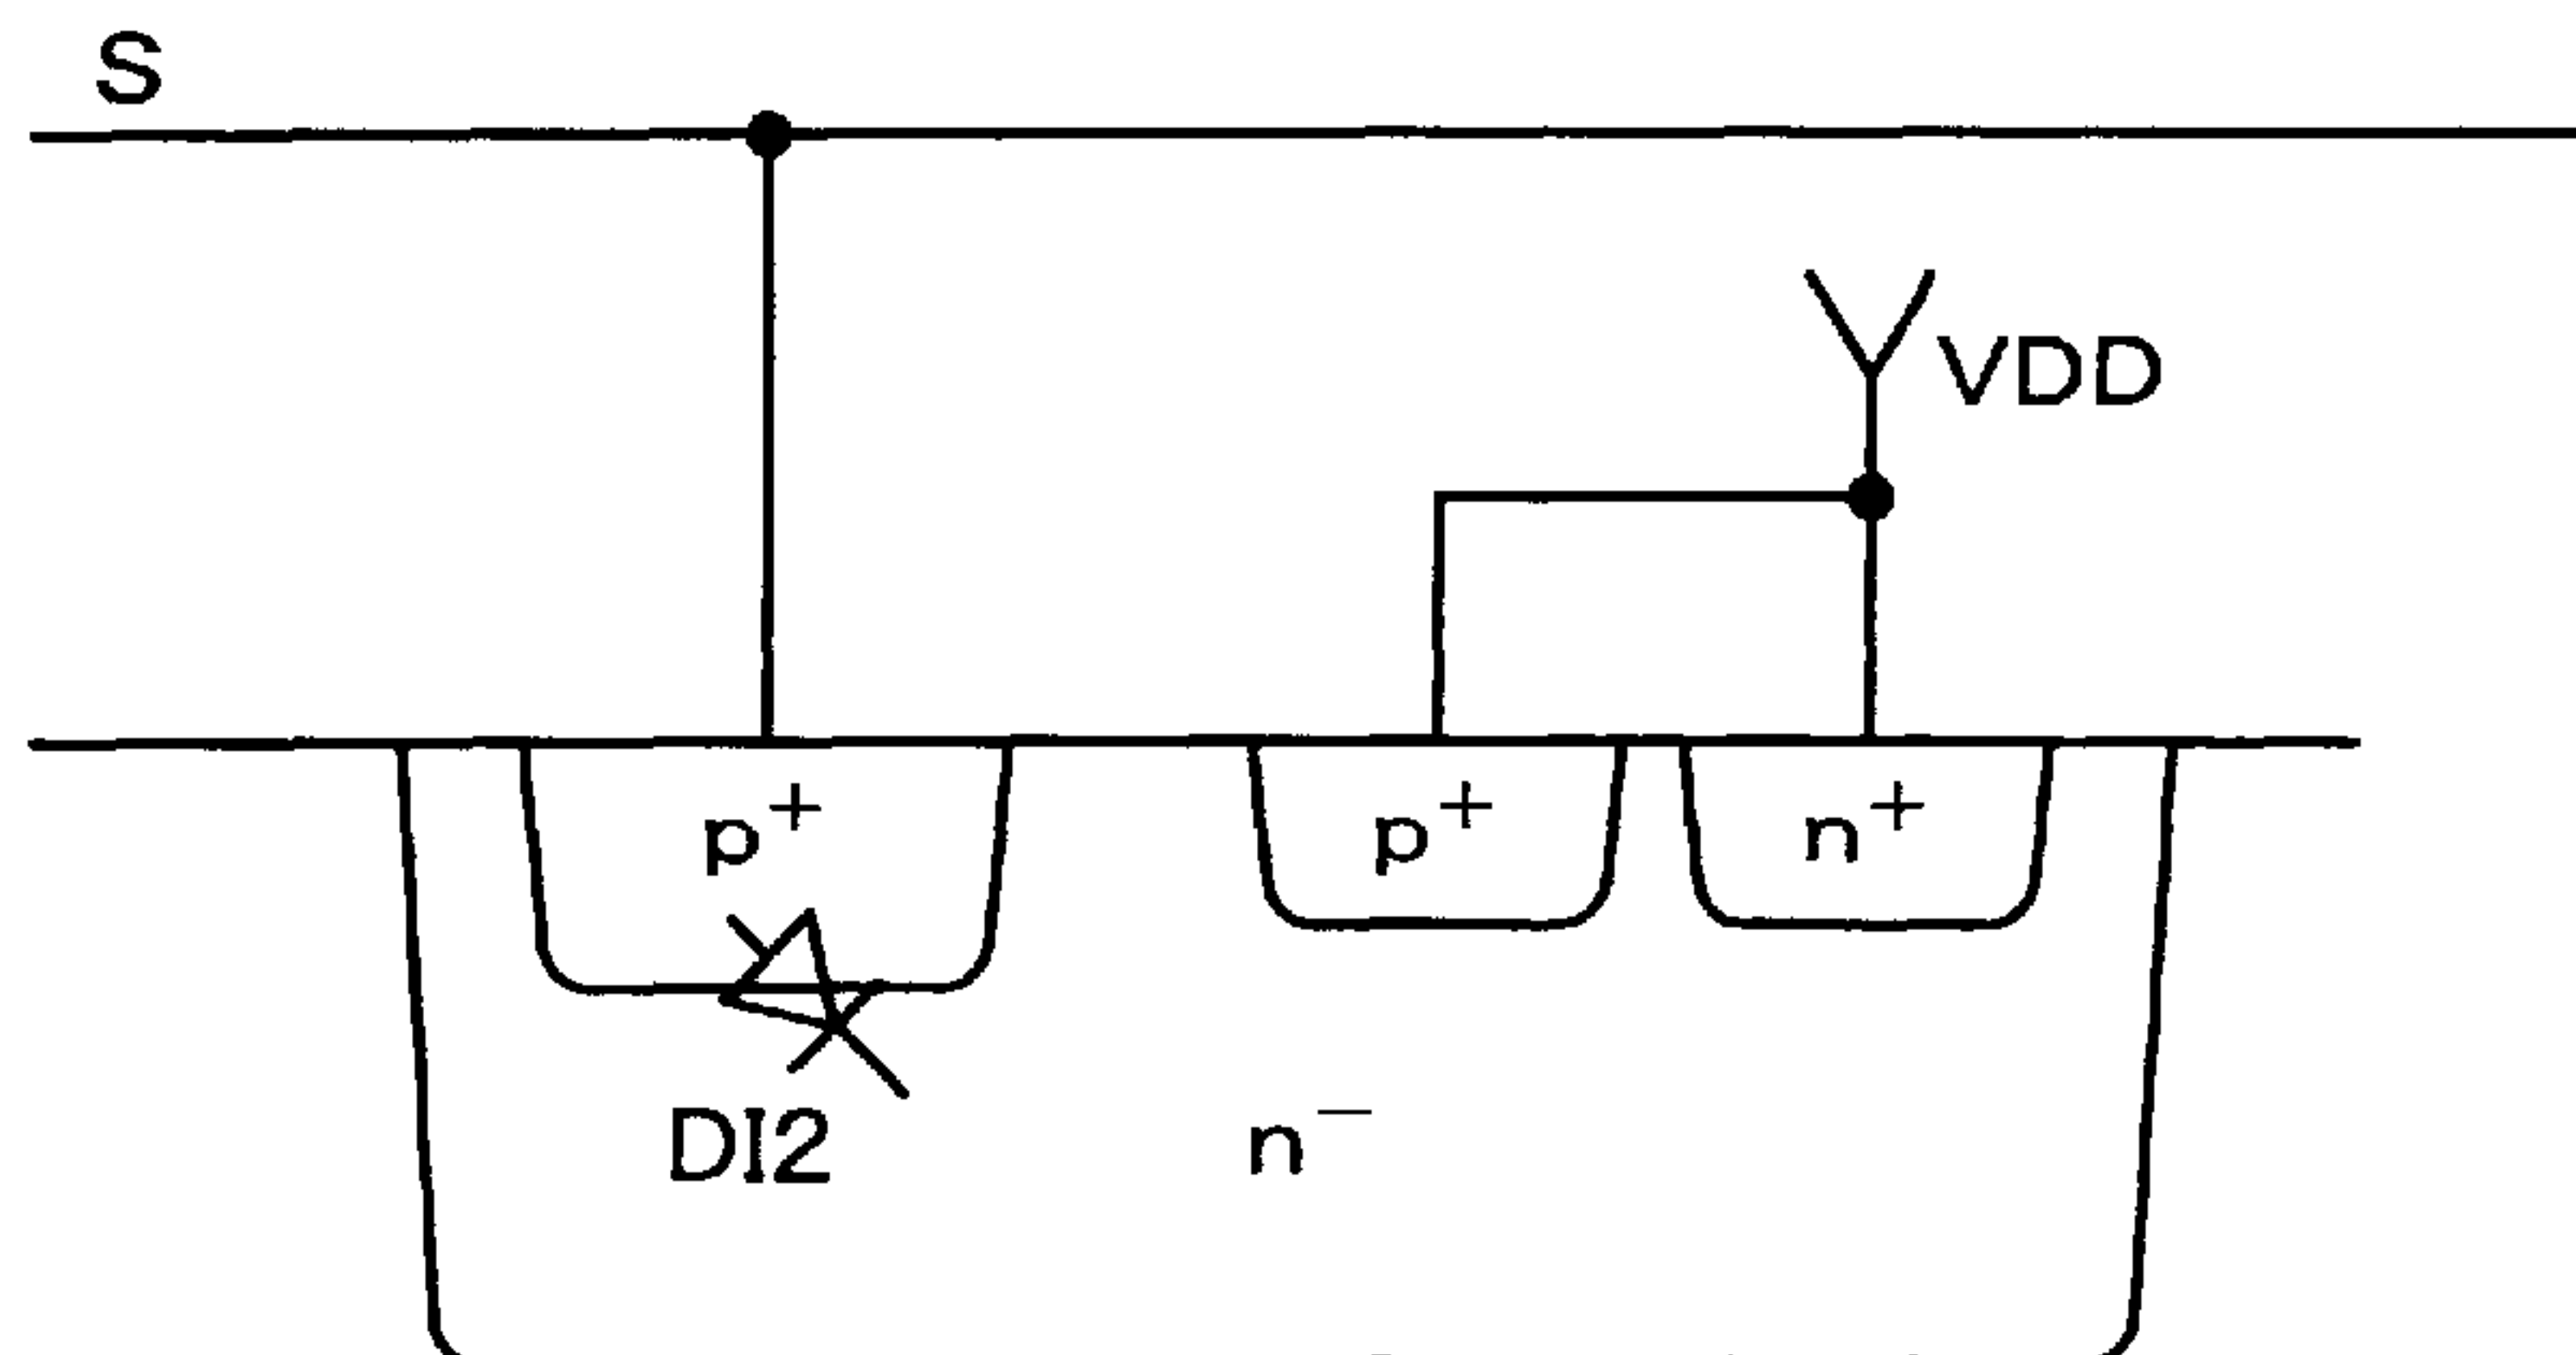 S
VDD
p⁺ p⁺ n⁺
DI2 n⁻